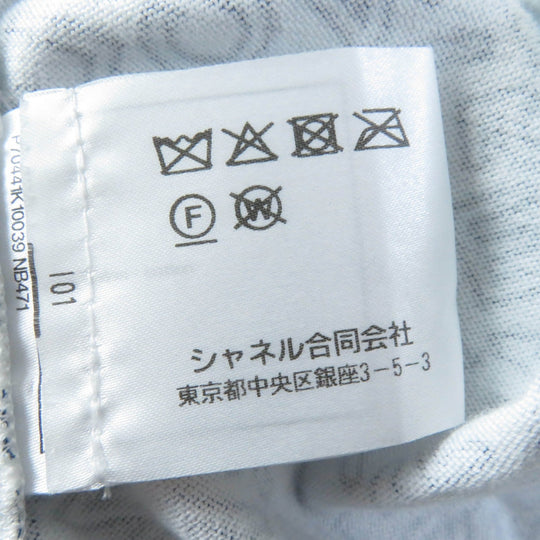 F
W
シャネル合同会社
東京都中央区銀座3-5-3
101
P70441K10039 NB471